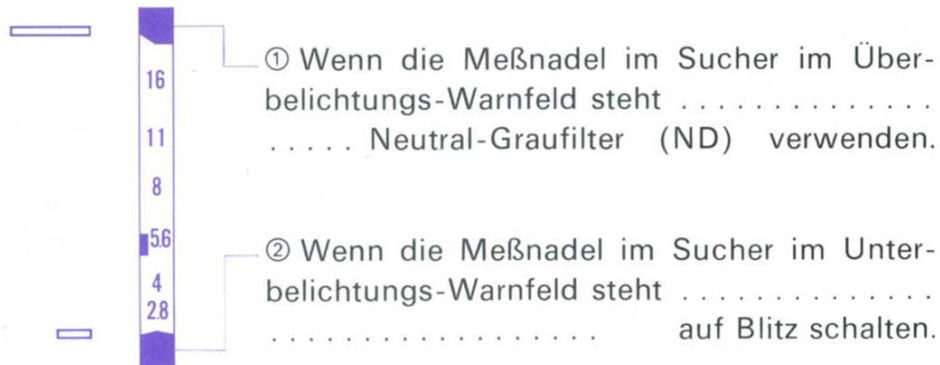 ① Wenn die Meßnadel im Sucher im Über-
belichtungs-Warnfeld steht . . . . . . . . . . . . . . .
. . . . . Neutral-Graufilter (ND) verwenden.
② Wenn die Meßnadel im Sucher im Unter-
belichtungs-Warnfeld steht . . . . . . . . . . . . . . .
. . . . . . . . . . . . . . . . . . auf Blitz schalten.
16
11
8
5.6
4
2.8